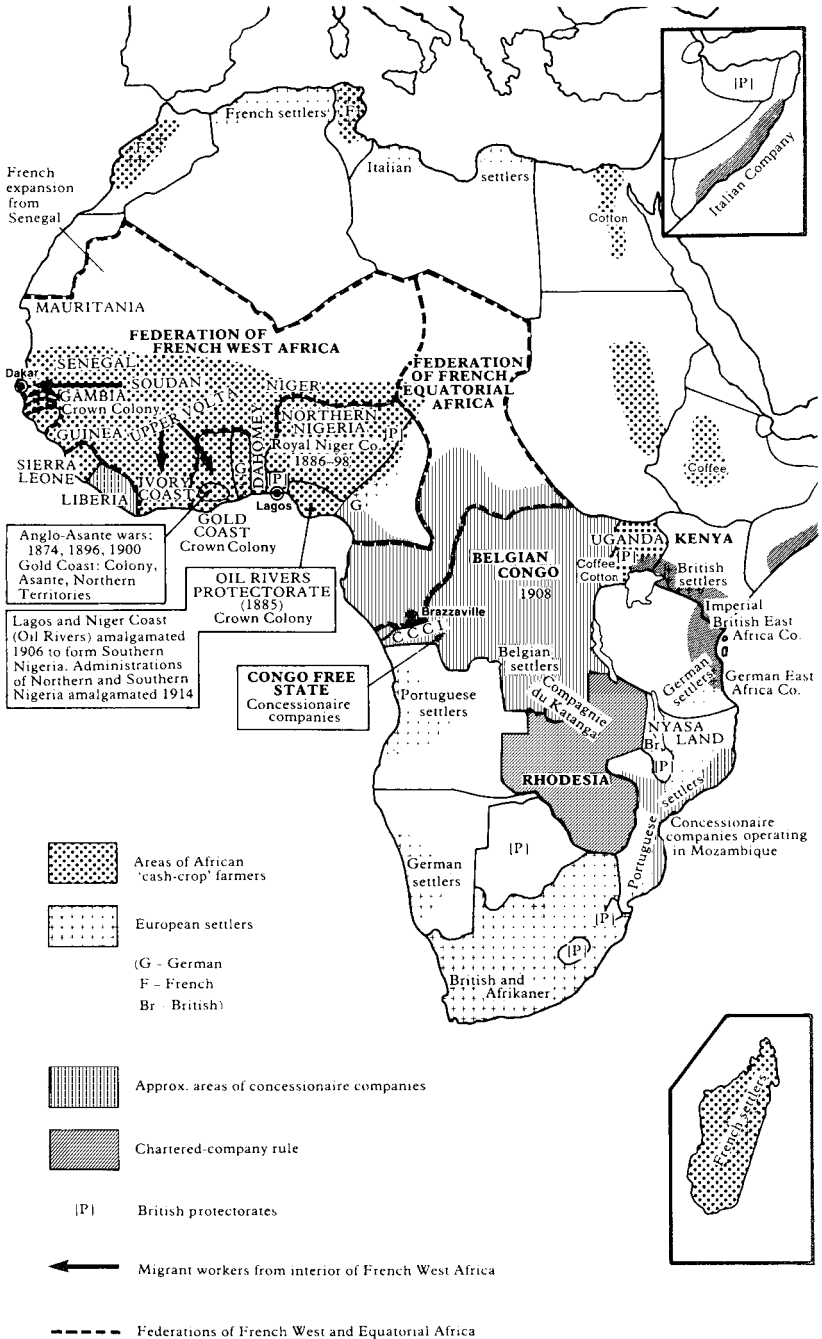 [P]
Italian Company
French settlers
F
F
Italian
settlers
French
expansion
from
Senegal
Cotton
MAURITANIA
FEDERATION OF
FRENCH WEST AFRICA
FEDERATION
OF FRENCH
EQUATORIAL
AFRICA
SENEGAL
Dakar
SOUDAN
NIGER
GAMBIA
Crown Colony
UPPER VOLTA
DAHOMEY
NORTHERN
NIGERIA
Royal Niger Co.
1886–98
[P]
GUINEA
G
Coffee
SIERRA
LEONE
IVORY
COAST
[P]
LIBERIA
Lagos
G
GOLD
COAST
Crown Colony
Anglo-Asante wars:
1874, 1896, 1900
Gold Coast: Colony,
Asante, Northern
Territories
OIL RIVERS
PROTECTORATE
(1885)
Crown Colony
Lagos and Niger Coast
(Oil Rivers) amalgamated
1906 to form Southern
Nigeria. Administrations
of Northern and Southern
Nigeria amalgamated 1914
UGANDA
[P]
KENYA
BELGIAN
CONGO
1908
Coffee
Cotton
British
settlers
Brazzaville
C C C I
Imperial
British East
Africa Co.
CONGO FREE
STATE
Concessionaire
companies
Belgian
settlers
German
settlers
German East
Africa Co.
Portuguese
settlers
Compagnie
du Katanga
NYASA
LAND
Br.
[P]
RHODESIA
Portuguese settlers
Concessionaire
companies operating
in Mozambique
German
settlers
[P]
[P]
[P]
British and
Afrikaner
Areas of African
'cash-crop' farmers
European settlers
(G – German
F – French
Br – British)
French settlers
Approx. areas of concessionaire companies
Chartered-company rule
[P] British protectorates
Migrant workers from interior of French West Africa
Federations of French West and Equatorial Africa